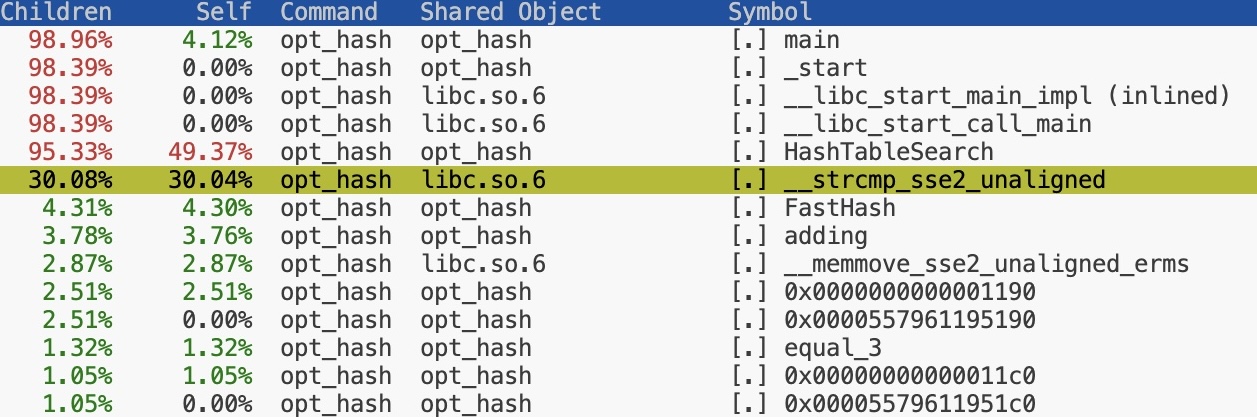 Children Self Command Shared Object Symbol
98.96% 4.12% opt_hash opt_hash [.] main
98.39% 0.00% opt_hash opt_hash [.] _start
98.39% 0.00% opt_hash libc.so.6 [.] __libc_start_main_impl (inlined)
98.39% 0.00% opt_hash libc.so.6 [.] __libc_start_call_main
95.33% 49.37% opt_hash opt_hash [.] HashTableSearch
30.08% 30.04% opt_hash libc.so.6 [.] __strcmp_sse2_unaligned
4.31% 4.30% opt_hash opt_hash [.] FastHash
3.78% 3.76% opt_hash opt_hash [.] adding
2.87% 2.87% opt_hash libc.so.6 [.] __memmove_sse2_unaligned_erms
2.51% 2.51% opt_hash opt_hash [.] 0x0000000000001190
2.51% 0.00% opt_hash opt_hash [.] 0x0000557961195190
1.32% 1.32% opt_hash opt_hash [.] equal_3
1.05% 1.05% opt_hash opt_hash [.] 0x00000000000011c0
1.05% 0.00% opt_hash opt_hash [.] 0x00005579611951c0